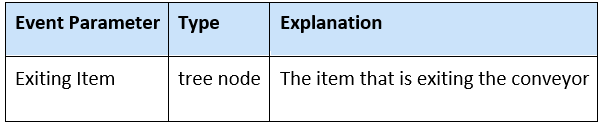 Event Parameter Type Explanation
Exiting Item tree node The item that is exiting the conveyor